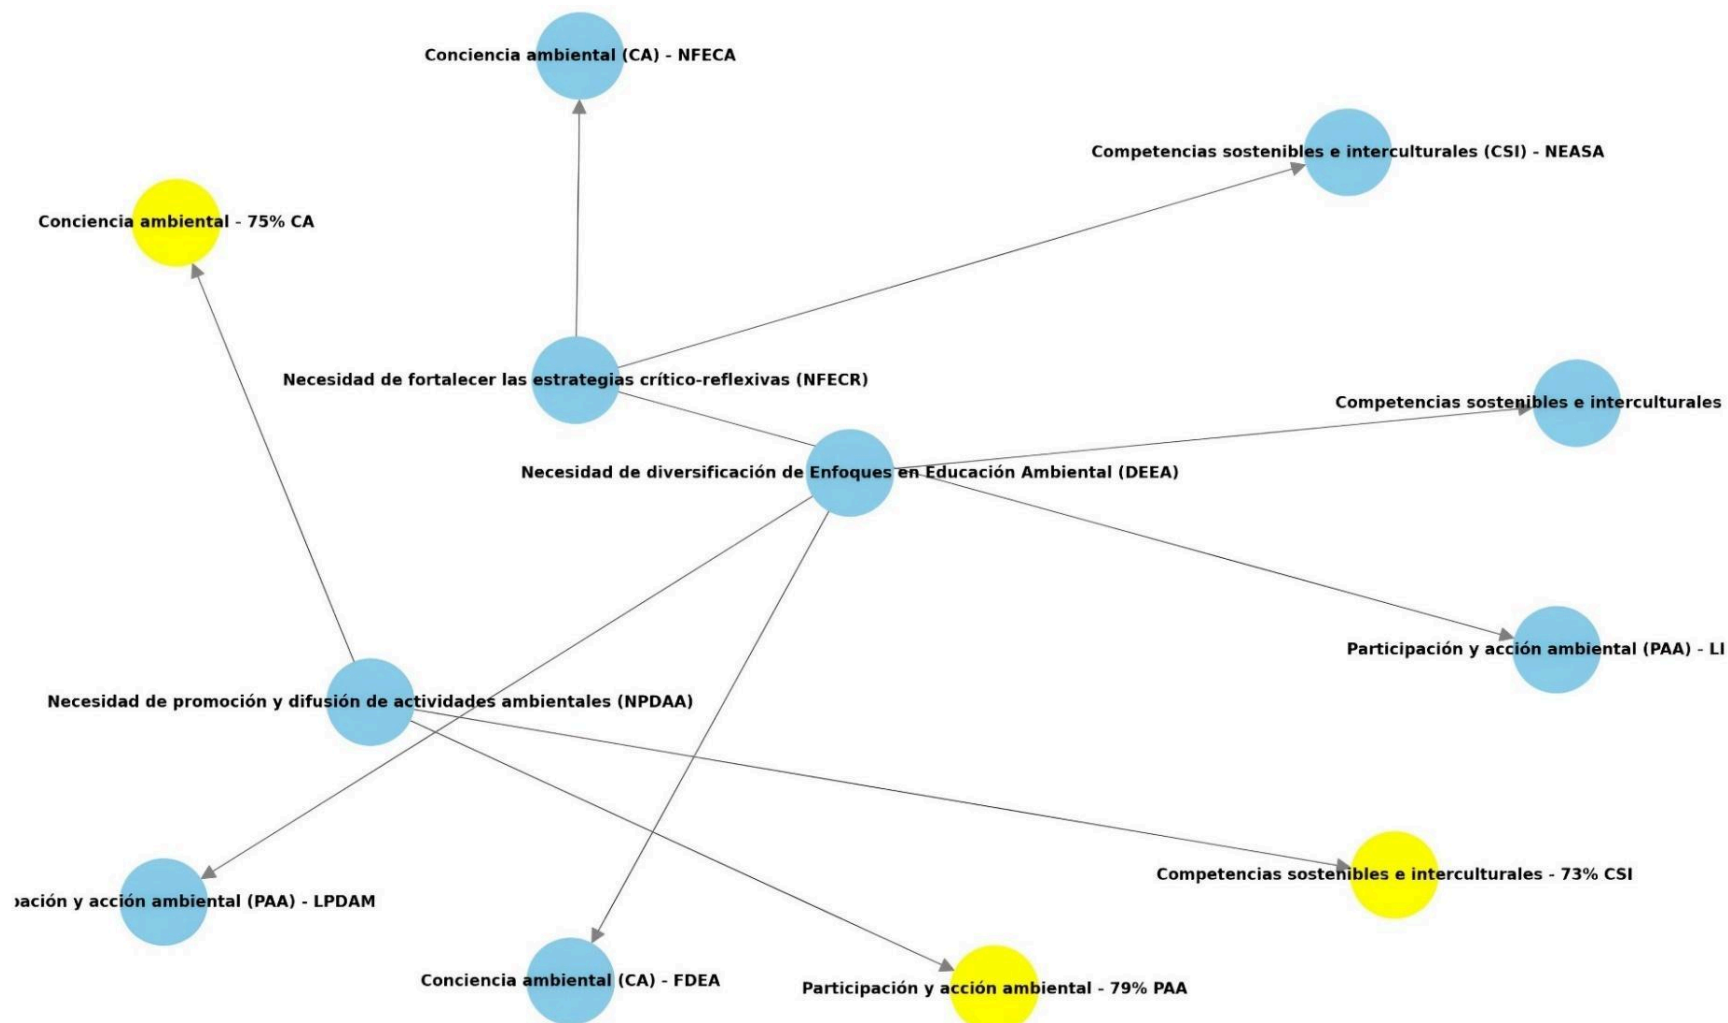 Conciencia ambiental (CA) - NFECA
Competencias sostenibles e interculturales (CSI) - NEASA
Conciencia ambiental - 75% CA
Necesidad de fortalecer las estrategias crítico-reflexivas (NFECR)
Competencias sostenibles e interculturales
Necesidad de diversificación de Enfoques en Educación Ambiental (DEEA)
Participación y acción ambiental (PAA) - LI
Necesidad de promoción y difusión de actividades ambientales (NPDAA)
Competencias sostenibles e interculturales - 73% CSI
pación y acción ambiental (PAA) - LPDAM
Conciencia ambiental (CA) - FDEA
Participación y acción ambiental - 79% PAA